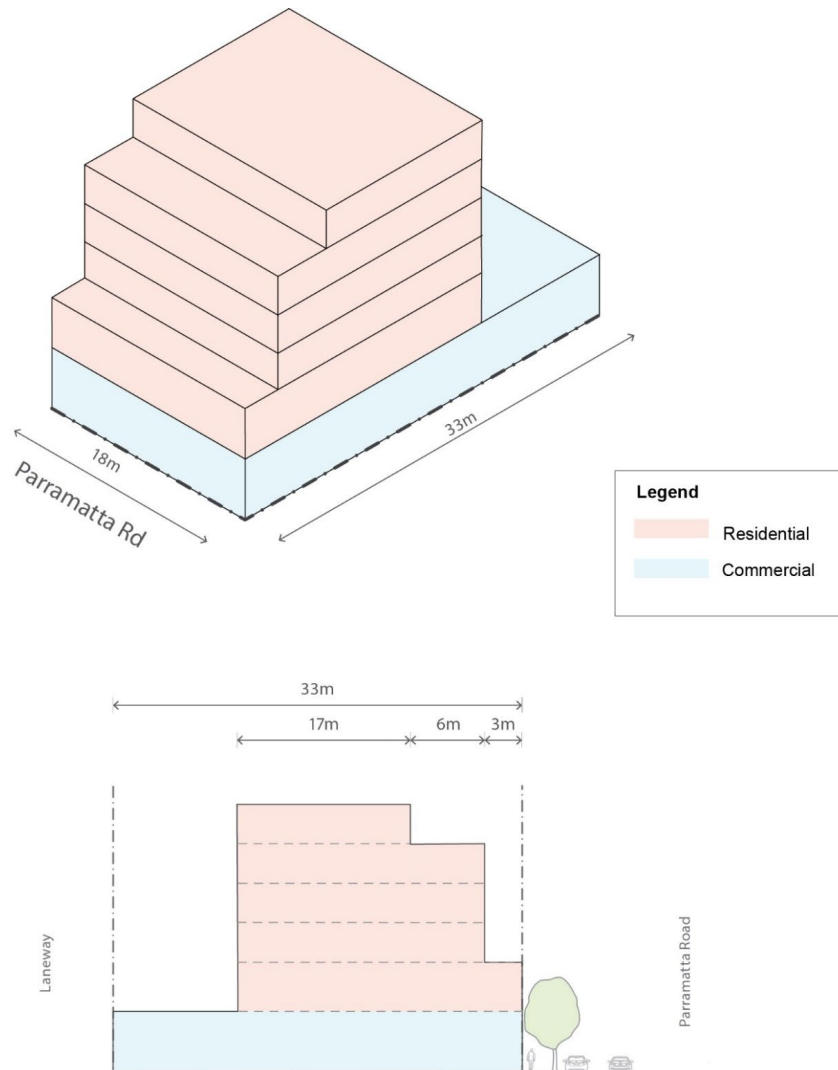 18m
Parramatta Rd
33m
Legend
Residential
Commercial
33m
17m
6m
3m
Laneway
Parramatta Road